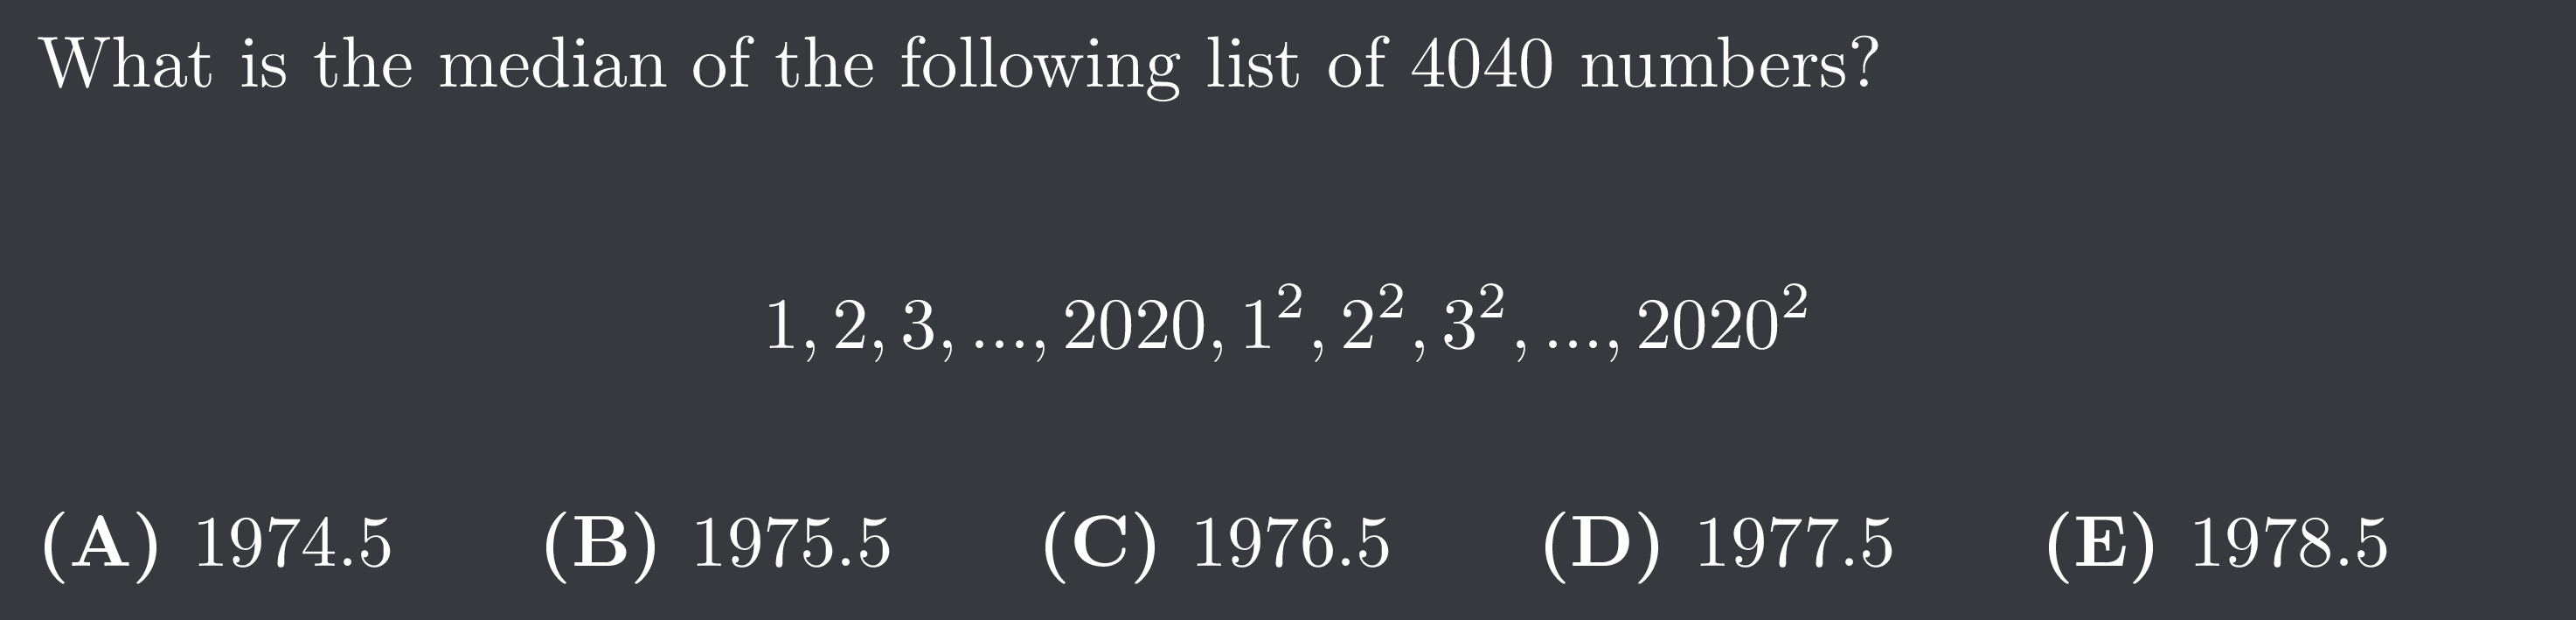 What is the median of the following list of 4040 numbers?
1, 2, 3, ..., 2020, 1², 2², 3², ..., 2020²
(A) 1974.5 (B) 1975.5 (C) 1976.5 (D) 1977.5 (E) 1978.5